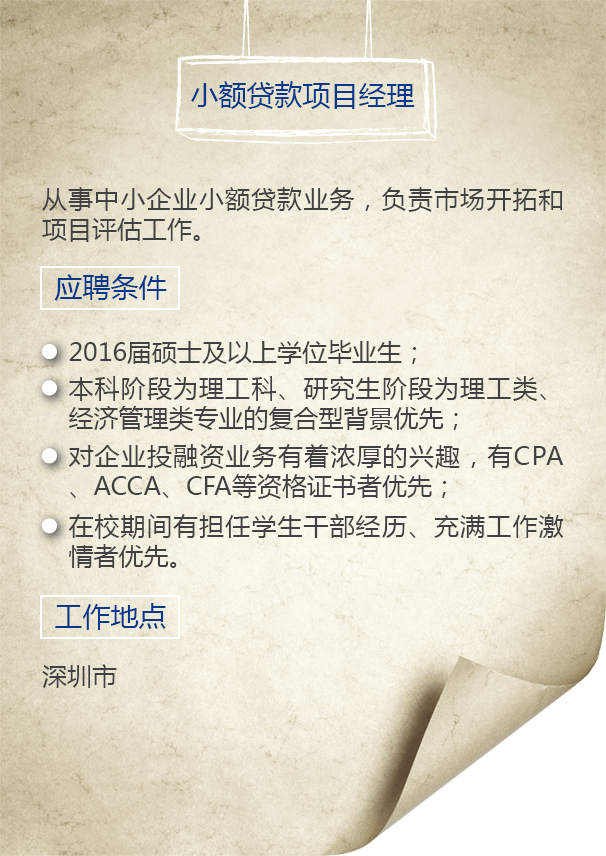 小额贷款项目经理
从事中小企业小额贷款业务，负责市场开拓和
项目评估工作。
应聘条件
2016届硕士及以上学位毕业生；
本科阶段为理工科、研究生阶段为理工类、
经济管理类专业的复合型背景优先；
对企业投融资业务有着浓厚的兴趣，有CPA
、ACCA、CFA等资格证书者优先；
在校期间有担任学生干部经历、充满工作激
情者优先。
工作地点
深圳市